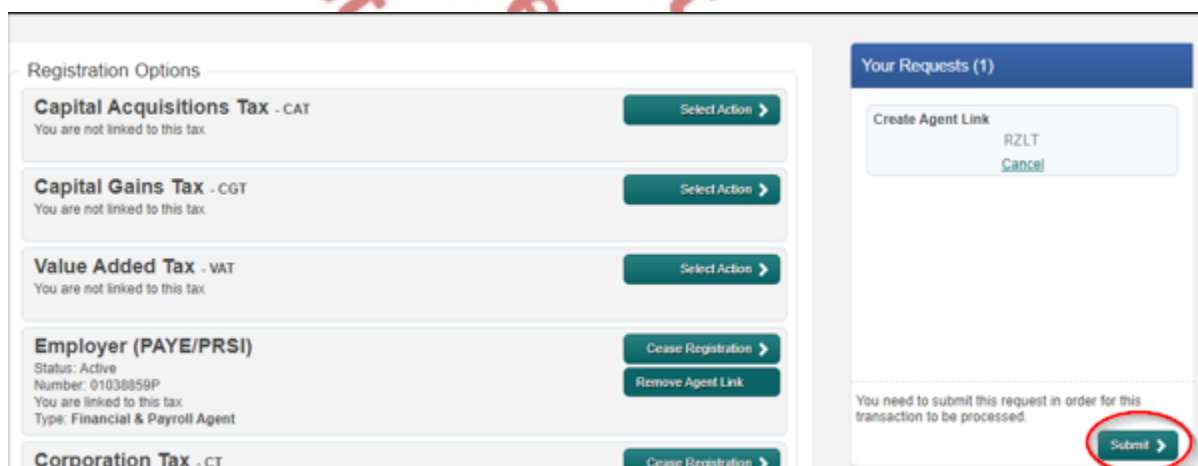 Registration Options
Capital Acquisitions Tax - CAT
You are not linked to this tax
Select Action
Capital Gains Tax - CGT
You are not linked to this tax
Select Action
Value Added Tax - VAT
You are not linked to this tax
Select Action
Employer (PAYE/PRSI)
Status: Active
Number: 01038859P
You are linked to this tax
Type: Financial & Payroll Agent
Cease Registration
Remove Agent Link
Corporation Tax - CT
Cease Registration
Your Requests (1)
Create Agent Link
RZLT
Cancel
You need to submit this request in order for this
transaction to be processed.
Submit